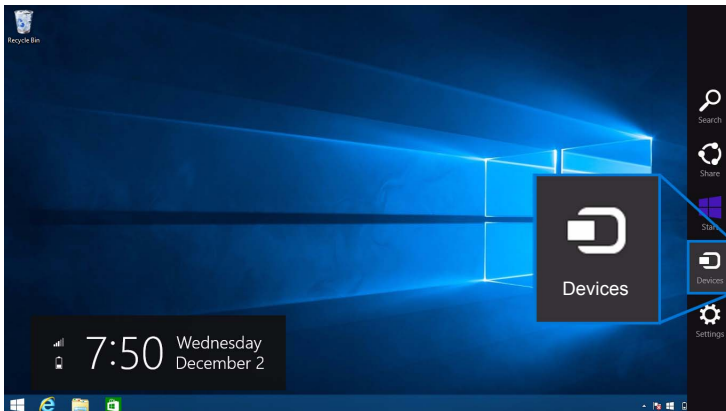 Recycle Bin
Search
Share
Start
Devices
Devices
Settings
7:50
Wednesday
December 2